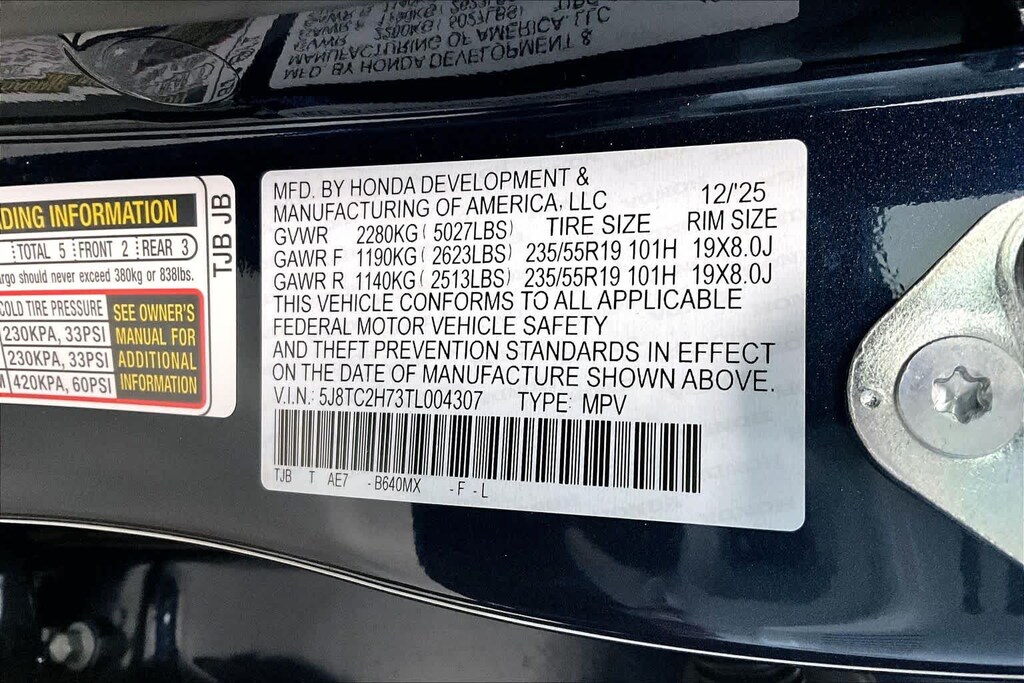 MFD. BY HONDA DEVELOPMENT &
MANUFACTURING OF AMERICA, LLC 12/'25
GVWR 2280KG ( 5027LBS) TIRE SIZE RIM SIZE
GAWR F 1190KG ( 2623LBS) 235/55R19 101H 19X8.0J
GAWR R 1140KG ( 2513LBS) 235/55R19 101H 19X8.0J
THIS VEHICLE CONFORMS TO ALL APPLICABLE
FEDERAL MOTOR VEHICLE SAFETY
AND THEFT PREVENTION STANDARDS IN EFFECT
ON THE DATE OF MANUFACTURE SHOWN ABOVE.
V.I.N.: 5J8TC2H73TL004307 TYPE: MPV
TJB T AE7 -B640MX -F -L
DING INFORMATION
TOTAL 5 FRONT 2 REAR 3
argo should never exceed 380kg or 838lbs.
COLD TIRE PRESSURE
230KPA, 33PSI
230KPA, 33PSI
420KPA, 60PSI
SEE OWNER'S
MANUAL FOR
ADDITIONAL
INFORMATION
TJB JB